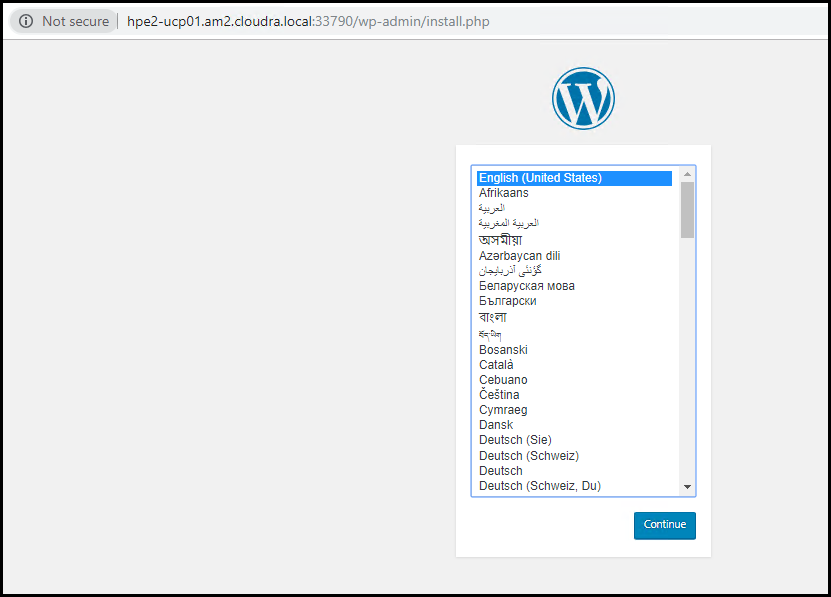 Not secure hpe2-ucp01.am2.cloudra.local:33790/wp-admin/install.php
English (United States)
Afrikaans
العربية
العربية المغربية
অসমীয়া
Azərbaycan dili
گؤنئی آذربایجان
Беларуская мова
Български
বাংলা
བོད་ཡིག
Bosanski
Català
Cebuano
Čeština
Cymraeg
Dansk
Deutsch (Sie)
Deutsch (Schweiz)
Deutsch
Deutsch (Schweiz, Du)
Continue